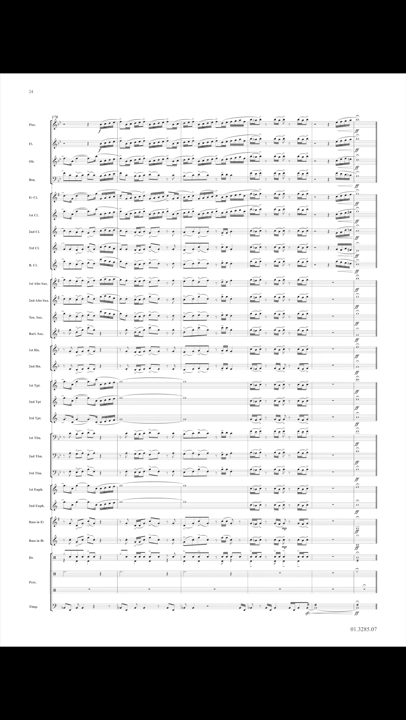 24
Picc.
Fl.
Ob.
Bsn.
E♭ Cl.
1st Cl.
2nd Cl.
3rd Cl.
B. Cl.
1st Alto Sax.
2nd Alto Sax.
Ten. Sax.
Bari. Sax.
1st Hn.
2nd Hn.
1st Tpt.
2nd Tpt.
3rd Tpt.
1st Tbn.
2nd Tbn.
3rd Tbn.
1st Euph.
2nd Euph.
Bass in E♭
Bass in B♭
Dr.
Perc.
Timp.
01.3285.07